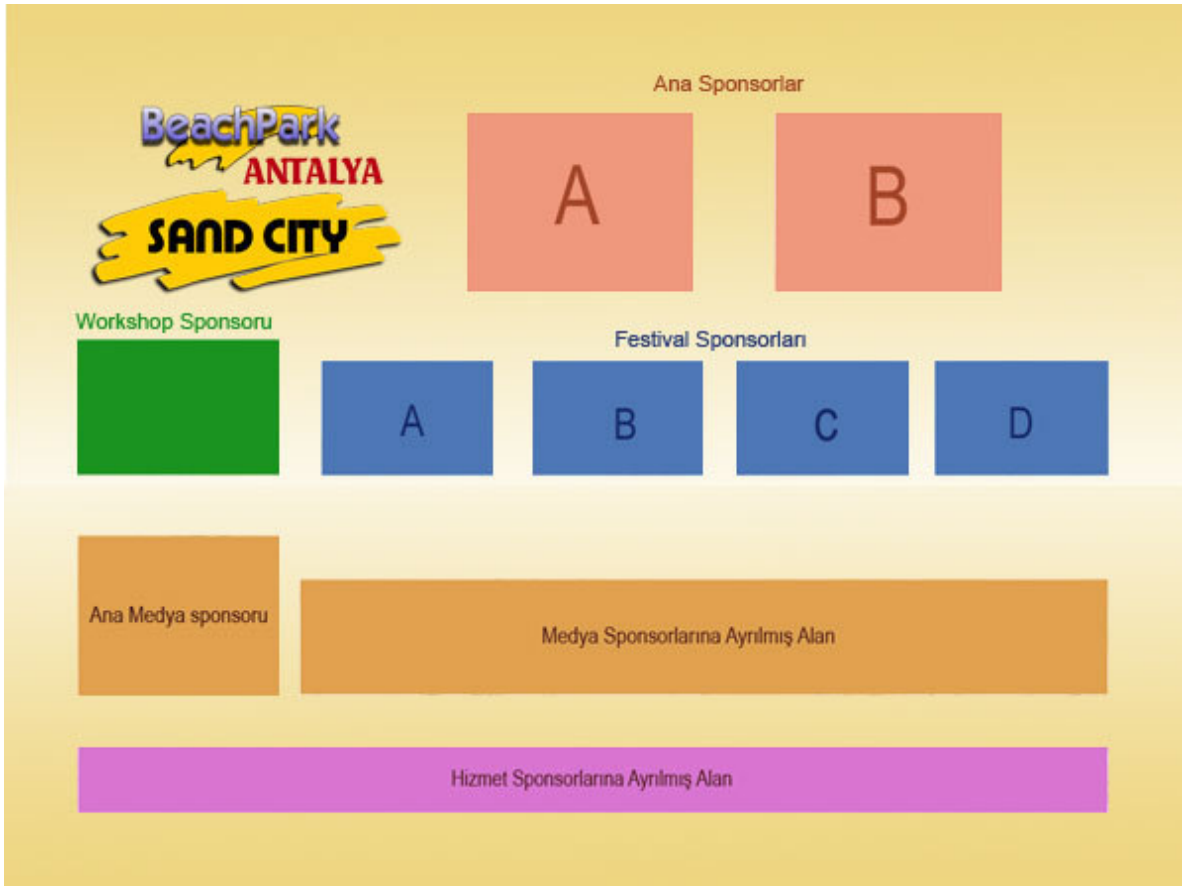 Ana Sponsorlar
BeachPark
ANTALYA
SAND CITY
A
B
Workshop Sponsoru
Festival Sponsorları
A
B
C
D
Ana Medya sponsoru
Medya Sponsorlarına Ayrılmış Alan
Hizmet Sponsorlarına Ayrılmış Alan